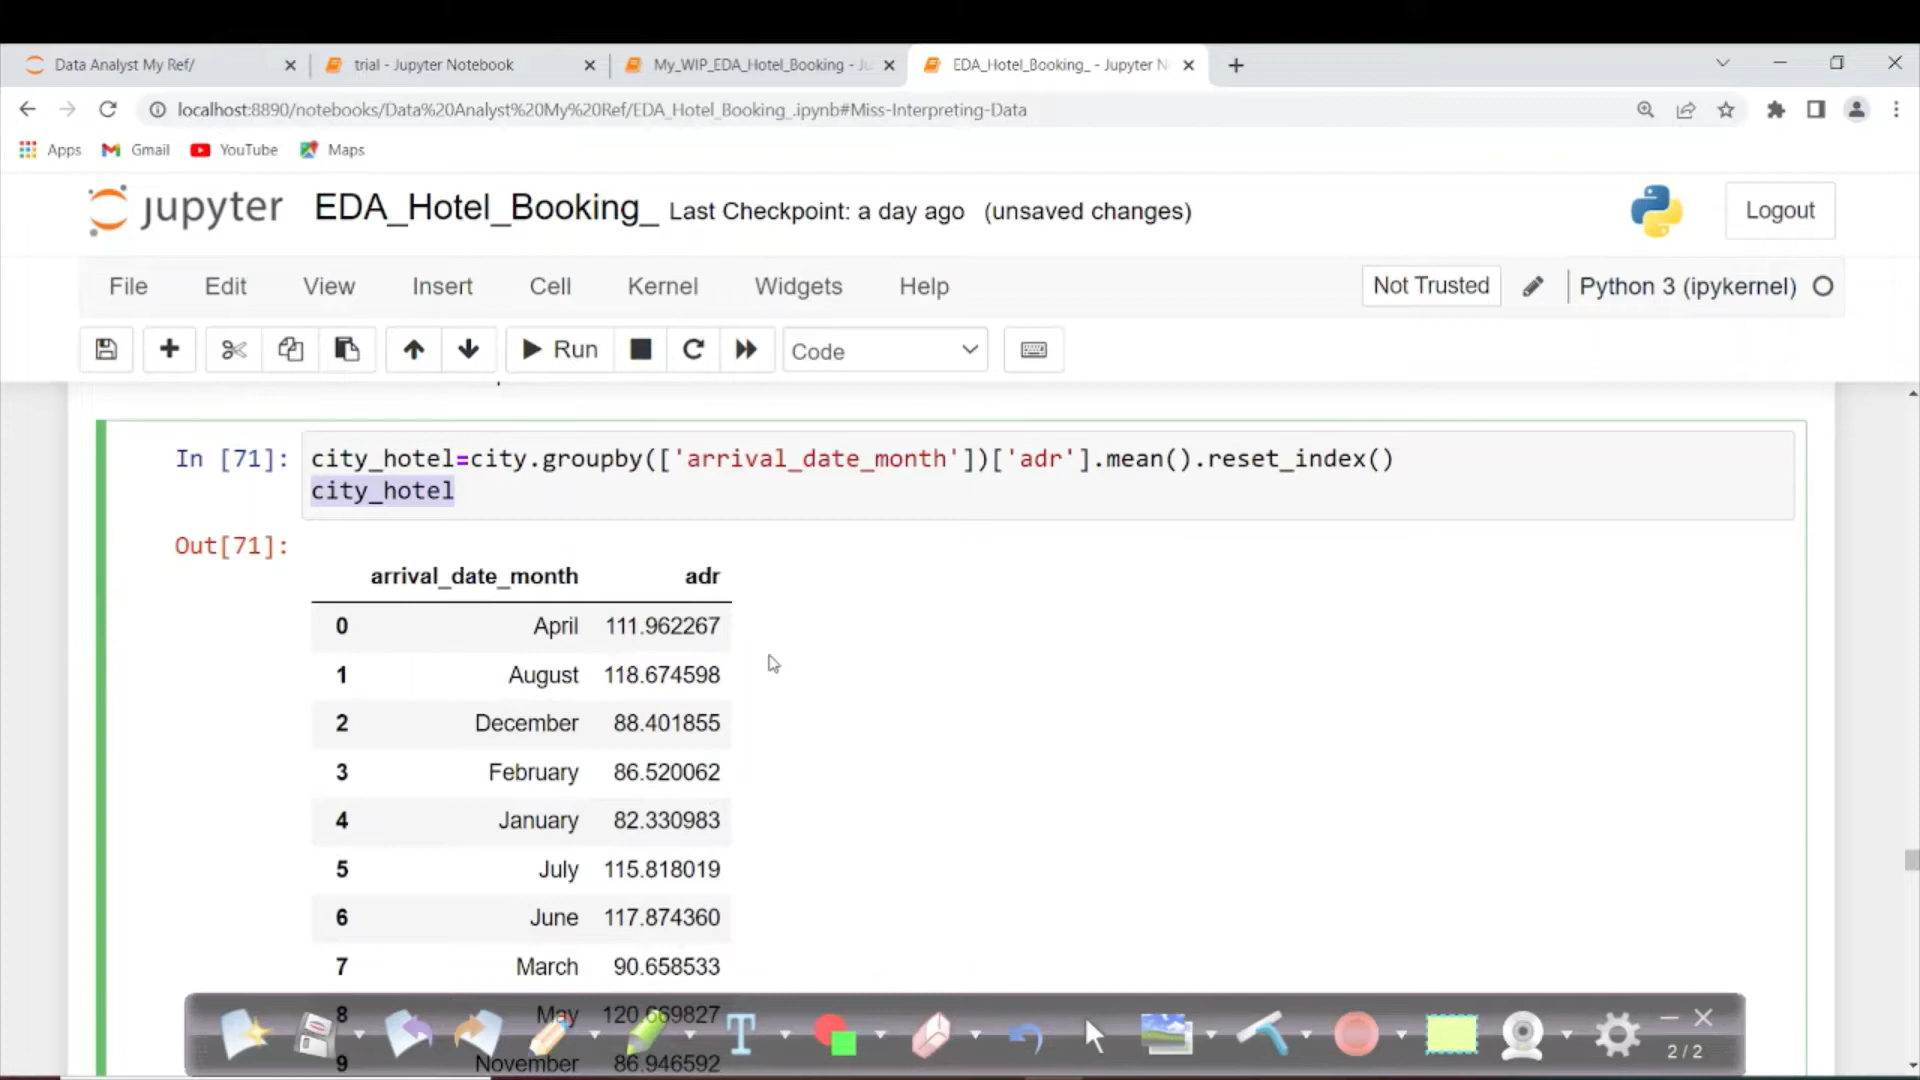 Data Analyst My Ref/
trial - Jupyter Notebook
My_WIP_EDA_Hotel_Booking - Ju
EDA_Hotel_Booking_ - Jupyter N
localhost:8890/notebooks/Data%20Analyst%20My%20Ref/EDA_Hotel_Booking_.ipynb#Miss-Interpreting-Data
Apps Gmail YouTube Maps
jupyter EDA_Hotel_Booking_ Last Checkpoint: a day ago (unsaved changes) Logout
File Edit View Insert Cell Kernel Widgets Help Not Trusted Python 3 (ipykernel)
Run Code
In [71]: city_hotel=city.groupby(['arrival_date_month'])['adr'].mean().reset_index()
city_hotel
Out[71]:
arrival_date_month adr
0 April 111.962267
1 August 118.674598
2 December 88.401855
3 February 86.520062
4 January 82.330983
5 July 115.818019
6 June 117.874360
7 March 90.658533
8 May 120.669827
9 November 86.946592
T
2 / 2